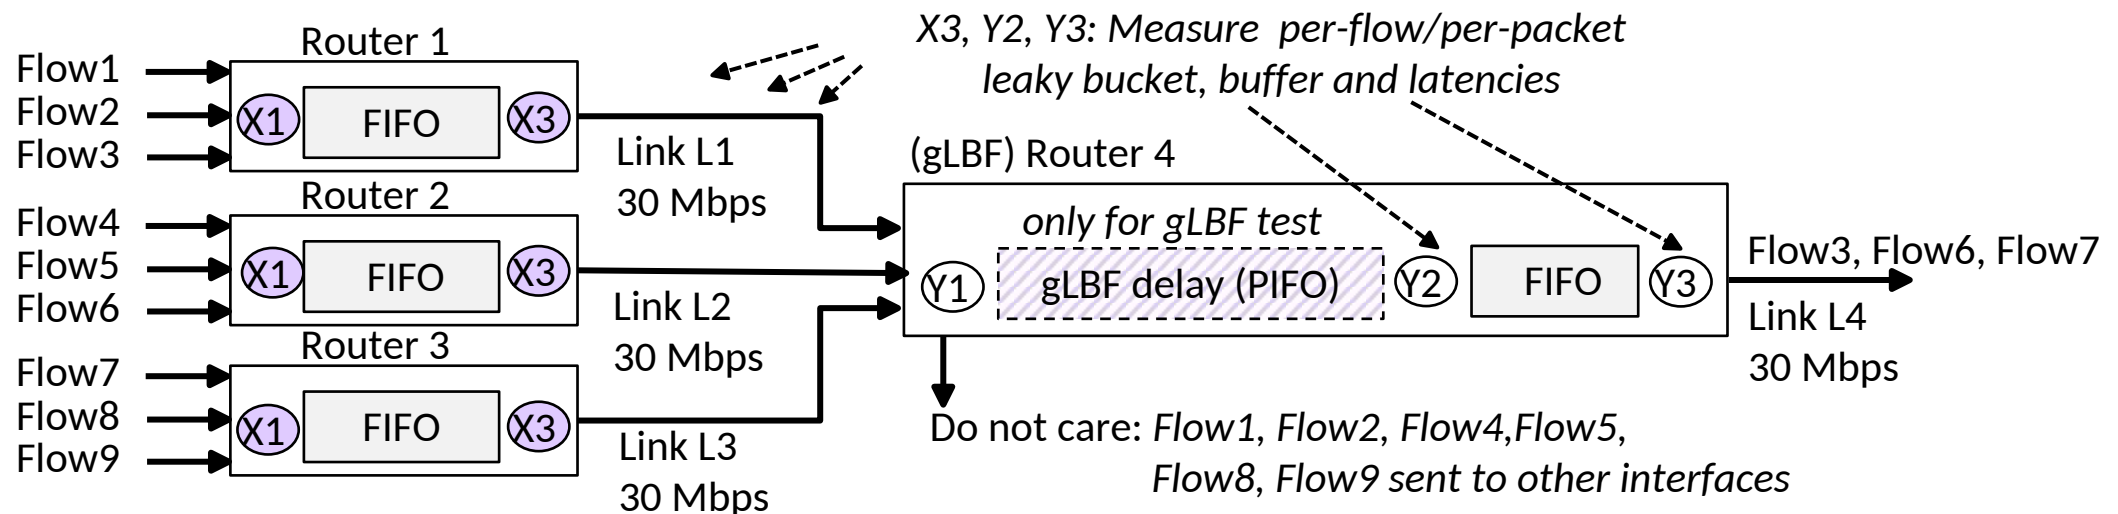 X3, Y2, Y3: Measure per-flow/per-packet
leaky bucket, buffer and latencies
Router 1
Flow1
Flow2
Flow3
X1
FIFO
X3
Link L1
30 Mbps
Router 2
Flow4
Flow5
Flow6
X1
FIFO
X3
Link L2
30 Mbps
Router 3
Flow7
Flow8
Flow9
X1
FIFO
X3
Link L3
30 Mbps
(gLBF) Router 4
only for gLBF test
Y1
gLBF delay (PIFO)
Y2
FIFO
Y3
Flow3, Flow6, Flow7
Link L4
30 Mbps
Do not care: Flow1, Flow2, Flow4,Flow5,
Flow8, Flow9 sent to other interfaces